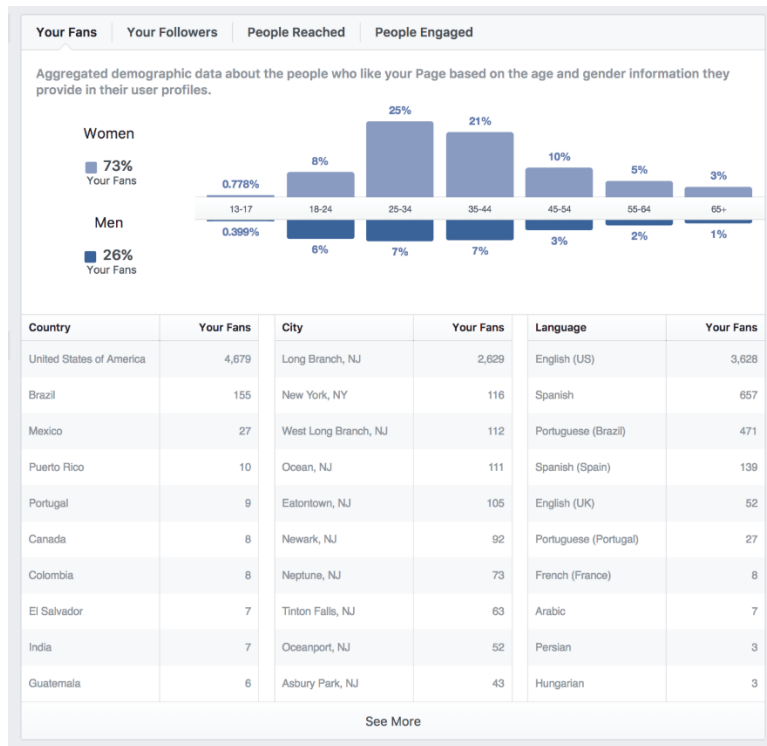 Your Fans Your Followers People Reached People Engaged
Aggregated demographic data about the people who like your Page based on the age and gender information they
provide in their user profiles.
Women
73%
Your Fans
0.778% 8% 25% 21% 10% 5% 3%
13-17 18-24 25-34 35-44 45-54 55-64 65+
Men
26%
Your Fans
0.399% 6% 7% 7% 3% 2% 1%
Country Your Fans City Your Fans Language Your Fans
United States of America 4,679 Long Branch, NJ 2,629 English (US) 3,628
Brazil 155 New York, NY 116 Spanish 657
Mexico 27 West Long Branch, NJ 112 Portuguese (Brazil) 471
Puerto Rico 10 Ocean, NJ 111 Spanish (Spain) 139
Portugal 9 Eatontown, NJ 105 English (UK) 52
Canada 8 Newark, NJ 92 Portuguese (Portugal) 27
Colombia 8 Neptune, NJ 73 French (France) 8
El Salvador 7 Tinton Falls, NJ 63 Arabic 7
India 7 Oceanport, NJ 52 Persian 3
Guatemala 6 Asbury Park, NJ 43 Hungarian 3
See More